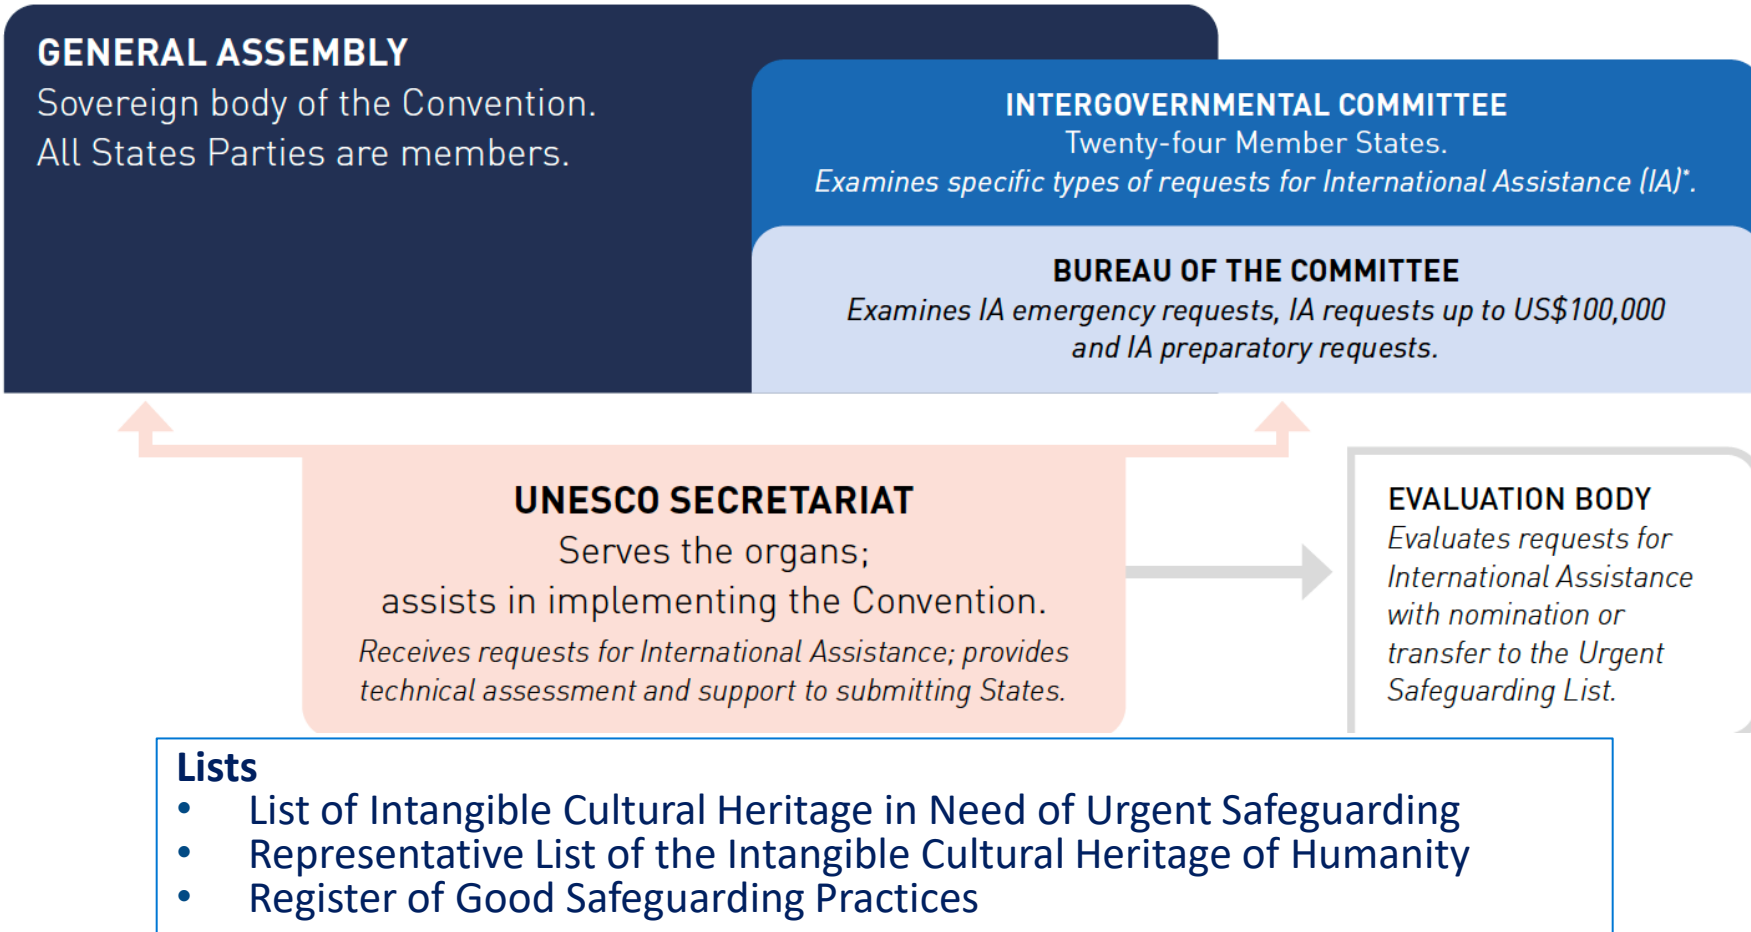 GENERAL ASSEMBLY
Sovereign body of the Convention.
All States Parties are members.
INTERGOVERNMENTAL COMMITTEE
Twenty-four Member States.
Examines specific types of requests for International Assistance (IA)*.
BUREAU OF THE COMMITTEE
Examines IA emergency requests, IA requests up to US$100,000
and IA preparatory requests.
UNESCO SECRETARIAT
Serves the organs;
assists in implementing the Convention.
Receives requests for International Assistance; provides
technical assessment and support to submitting States.
EVALUATION BODY
Evaluates requests for
International Assistance
with nomination or
transfer to the Urgent
Safeguarding List.
Lists
• List of Intangible Cultural Heritage in Need of Urgent Safeguarding
• Representative List of the Intangible Cultural Heritage of Humanity
• Register of Good Safeguarding Practices